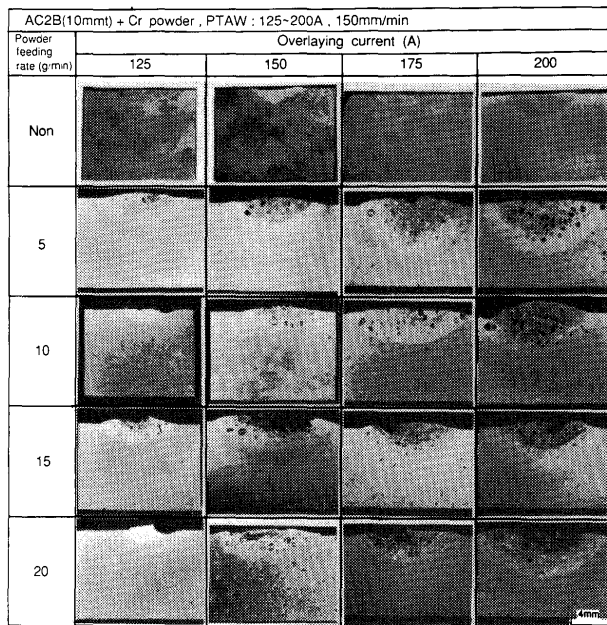 AC2B(10mmt) + Cr powder , PTAW : 125~200A , 150mm/min
Powder feeding rate (g/min)
Overlaying current (A)
125 150 175 200
Non
5
10
15
20
4mm